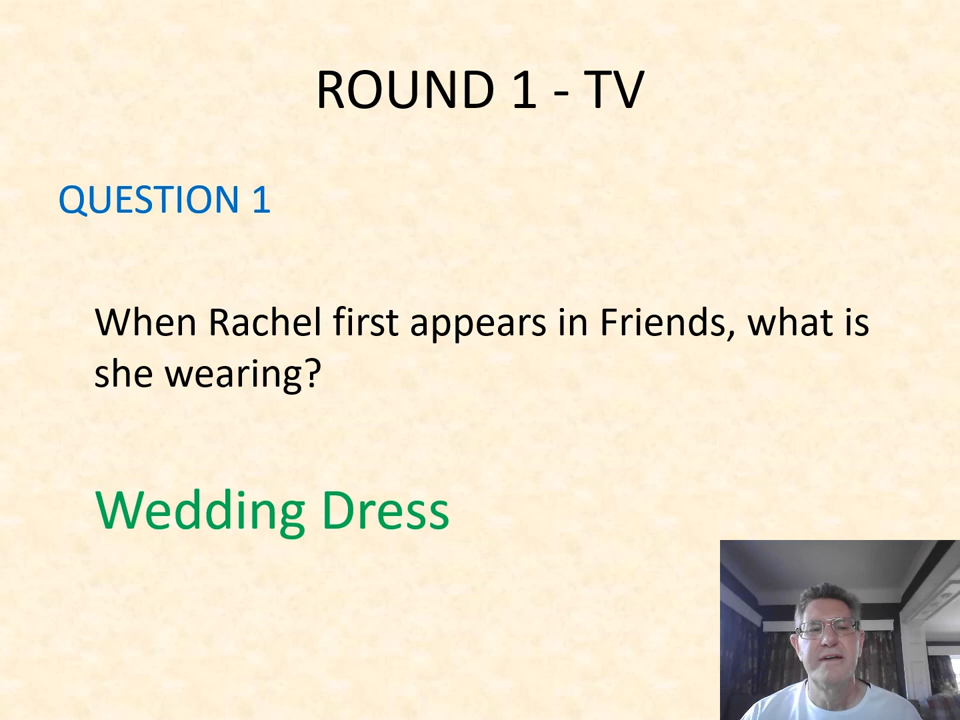 ROUND 1 - TV
QUESTION 1
When Rachel first appears in Friends, what is
she wearing?
Wedding Dress